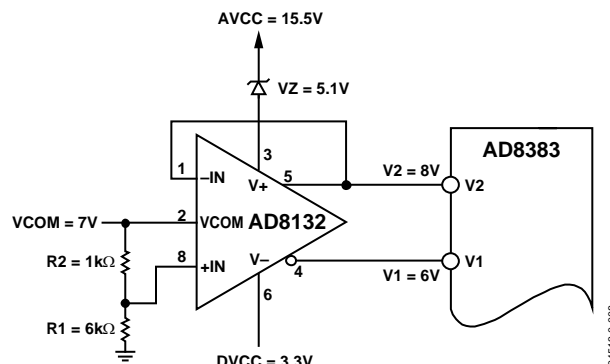 AVCC = 15.5V
VZ = 5.1V
AD8383
3
1
–IN
V+
5
V2 = 8V
V2
VCOM = 7V
2
VCOM
AD8132
R2 = 1kΩ
8
+IN
V–
4
V1 = 6V
V1
6
R1 = 6kΩ
DVCC = 3.3V